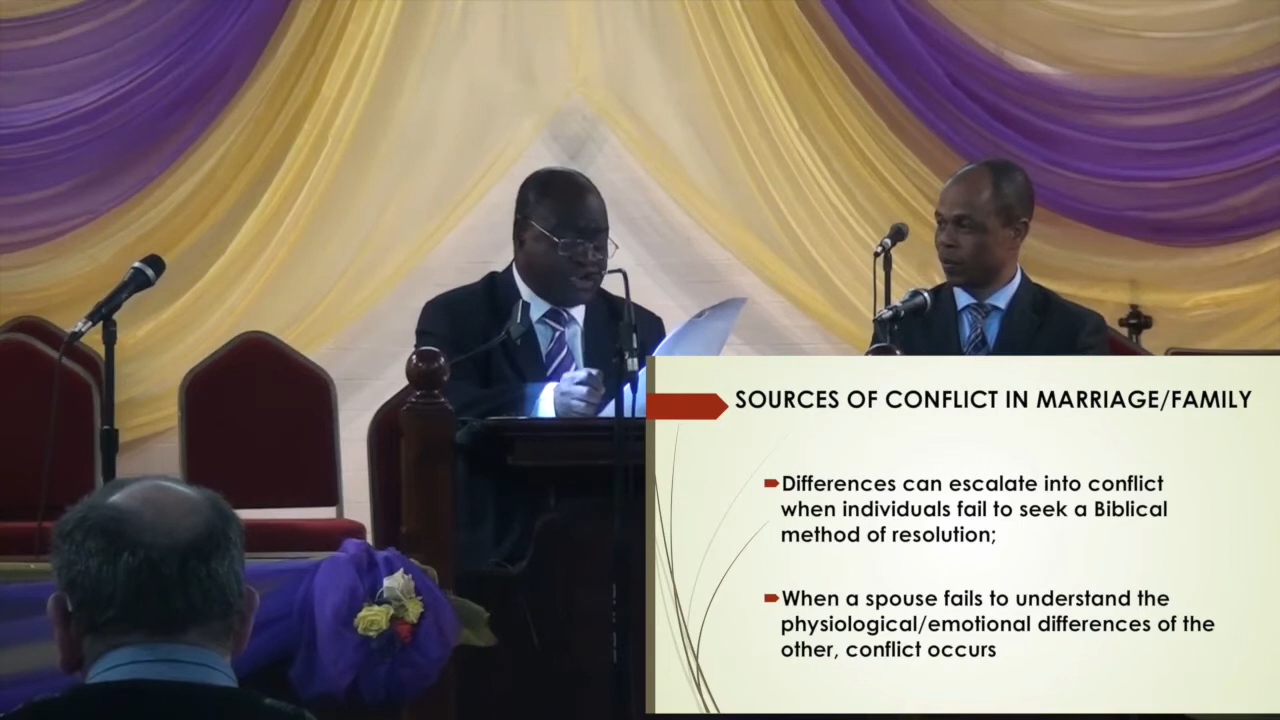 SOURCES OF CONFLICT IN MARRIAGE/FAMILY
Differences can escalate into conflict
when individuals fail to seek a Biblical
method of resolution;
When a spouse fails to understand the
physiological/emotional differences of the
other, conflict occurs